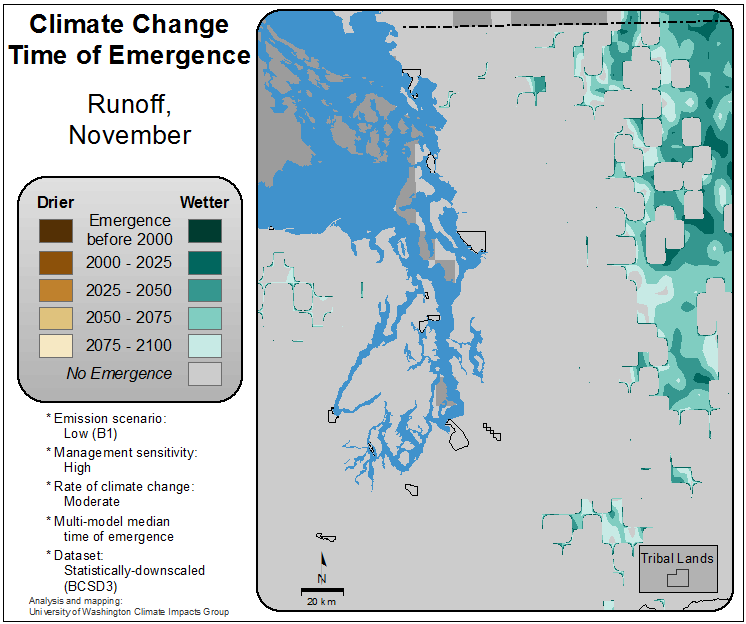 Climate Change
Time of Emergence
Runoff,
November
Drier Wetter
Emergence
before 2000
2000 - 2025
2025 - 2050
2050 - 2075
2075 - 2100
No Emergence
* Emission scenario:
Low (B1)
* Management sensitivity:
High
* Rate of climate change:
Moderate
* Multi-model median
time of emergence
* Dataset:
Statistically-downscaled
(BCSD3)
Analysis and mapping:
University of Washington Climate Impacts Group
N
20 km
Tribal Lands